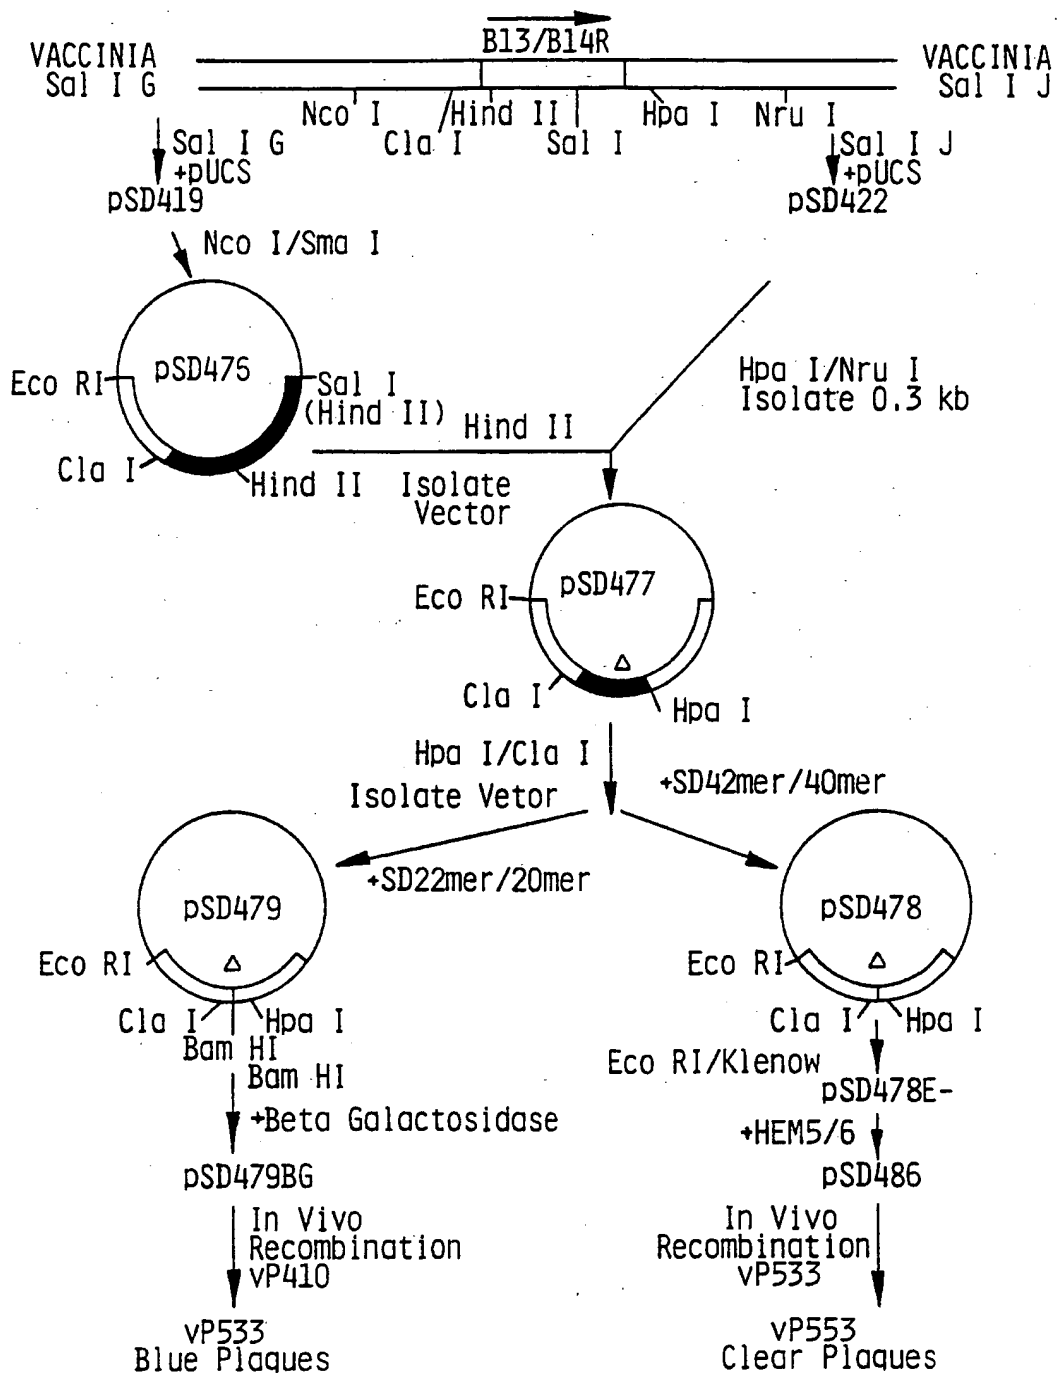 B13/B14R
VACCINIA
Sal I G
VACCINIA
Sal I J
Nco I
Cla I
Hind II
Sal I
Hpa I
Nru I
Sal I G
+pUCS
pSD419
Sal I J
+pUCS
pSD422
Nco I/Sma I
pSD476
Eco RI
Sal I
(Hind II)
Cla I
Hind II
Hind II
Isolate
Vector
Hpa I/Nru I
Isolate 0.3 kb
pSD477
Eco RI
Cla I
Hpa I
Hpa I/Cla I
Isolate Vetor
+SD42mer/40mer
+SD22mer/20mer
pSD479
Eco RI
Cla I
Hpa I
Bam HI
Bam HI
+Beta Galactosidase
pSD479BG
In Vivo
Recombination
vP410
vP533
Blue Plaques
pSD478
Eco RI
Cla I
Hpa I
Eco RI/Klenow
pSD478E-
+HEM5/6
pSD486
In Vivo
Recombination
vP533
vP553
Clear Plaques